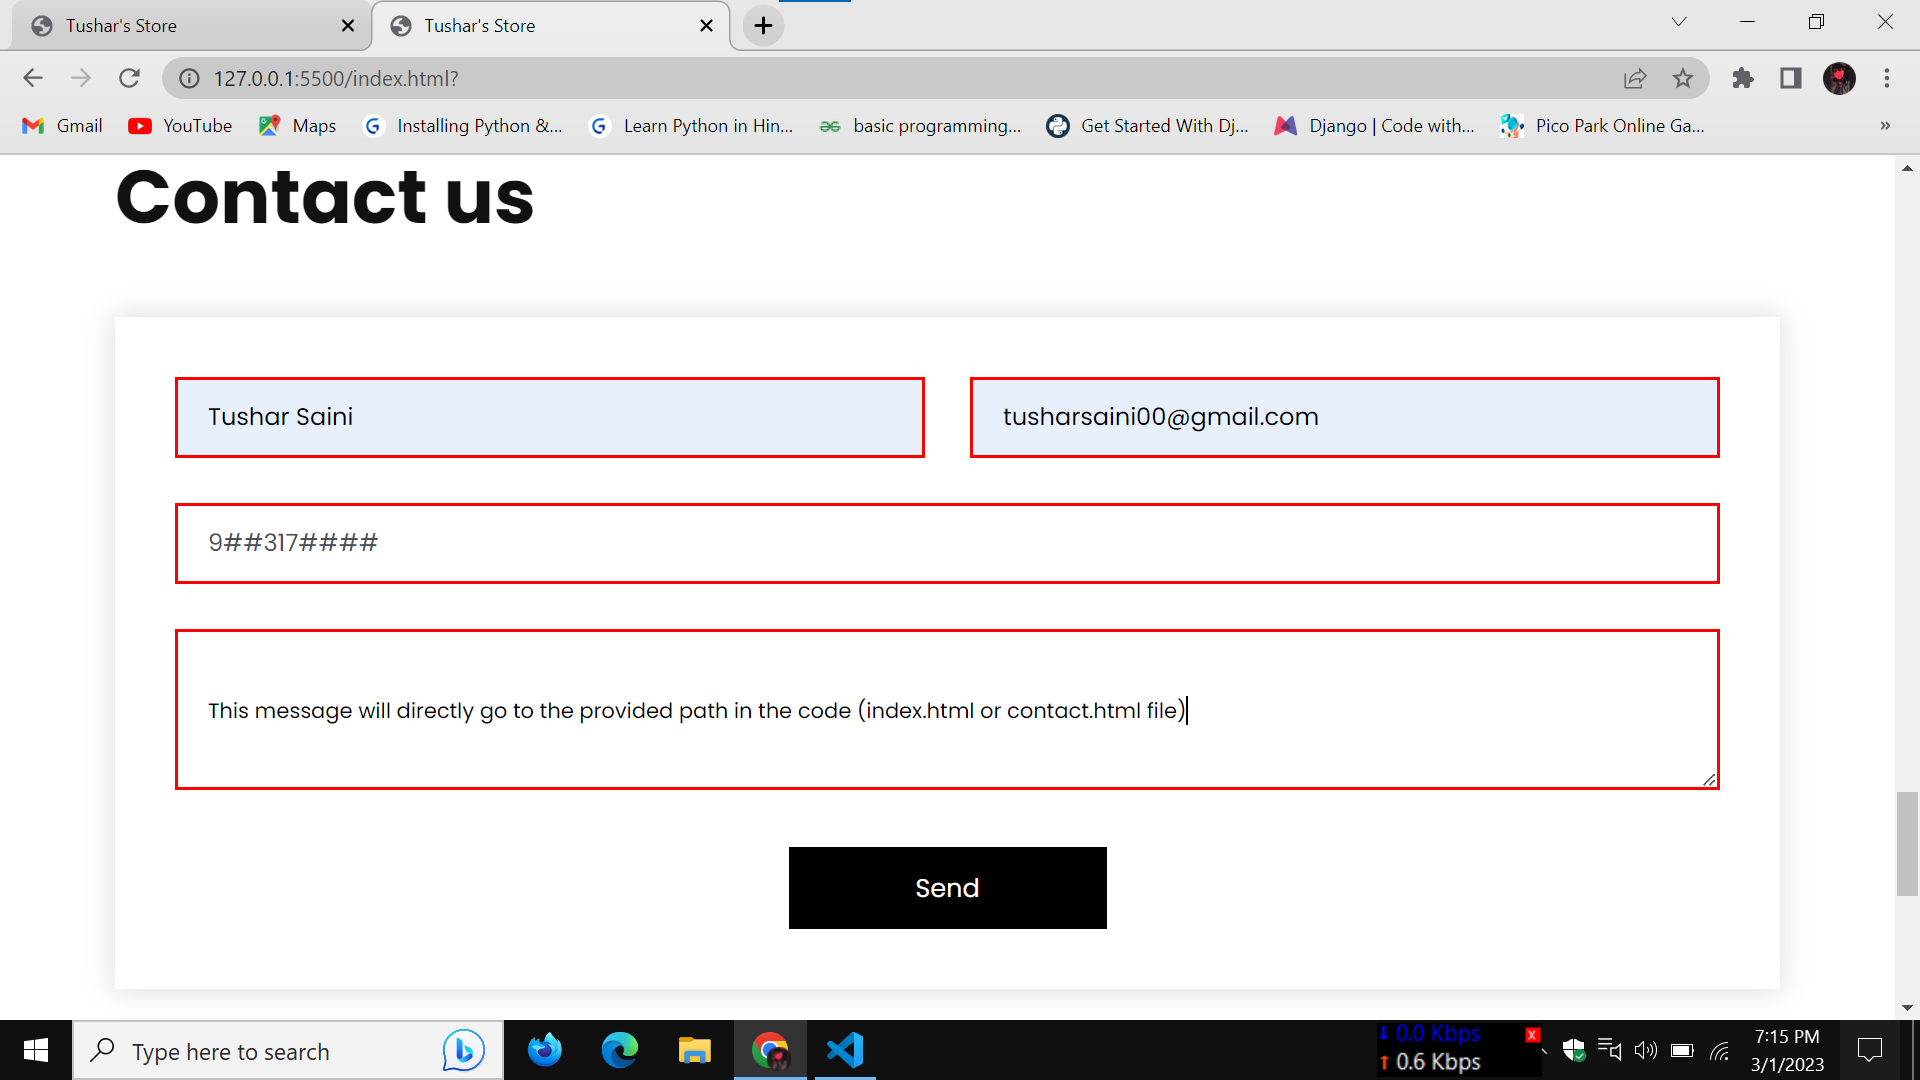 Tushar's Store
Tushar's Store
127.0.0.1:5500/index.html?
Gmail
YouTube
Maps
Installing Python &...
Learn Python in Hin...
basic programming...
Get Started With Dj...
Django | Code with...
Pico Park Online Ga...
Contact us
Tushar Saini
tusharsaini00@gmail.com
9##317####
This message will directly go to the provided path in the code (index.html or contact.html file)
Send
Type here to search
0.0 Kbps
0.6 Kbps
7:15 PM
3/1/2023